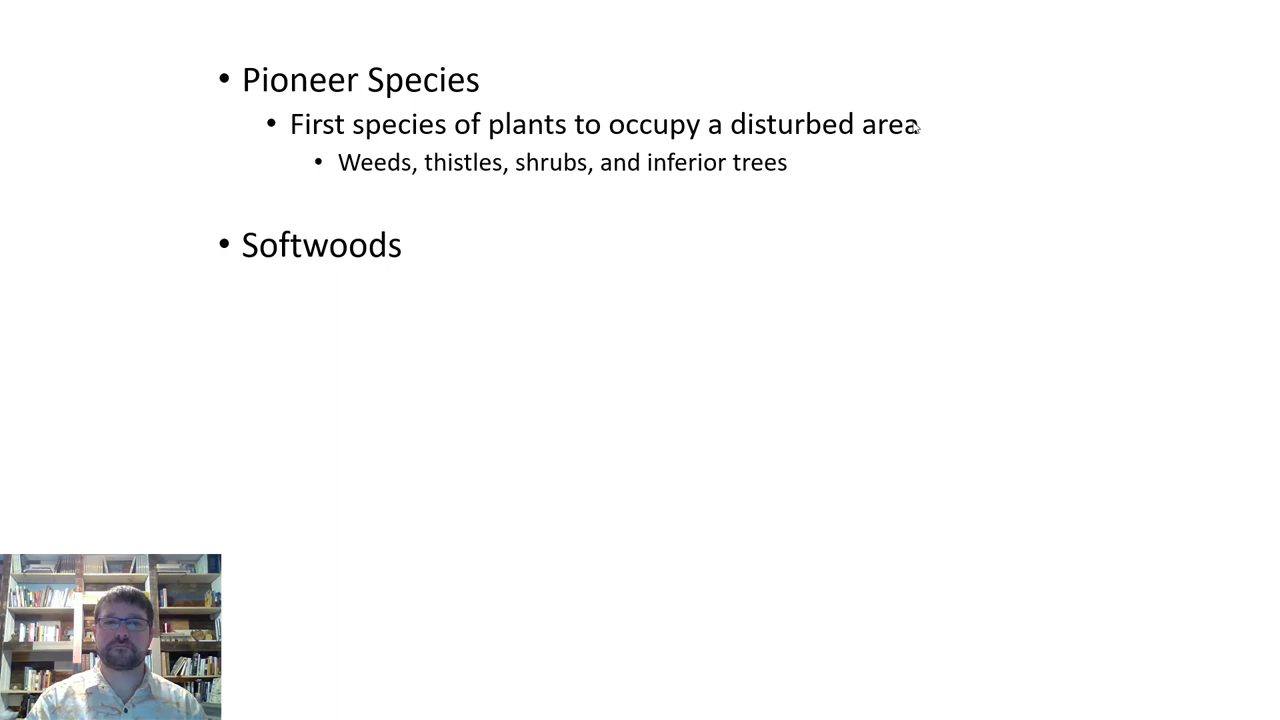 • Pioneer Species
• First species of plants to occupy a disturbed area
• Weeds, thistles, shrubs, and inferior trees
• Softwoods